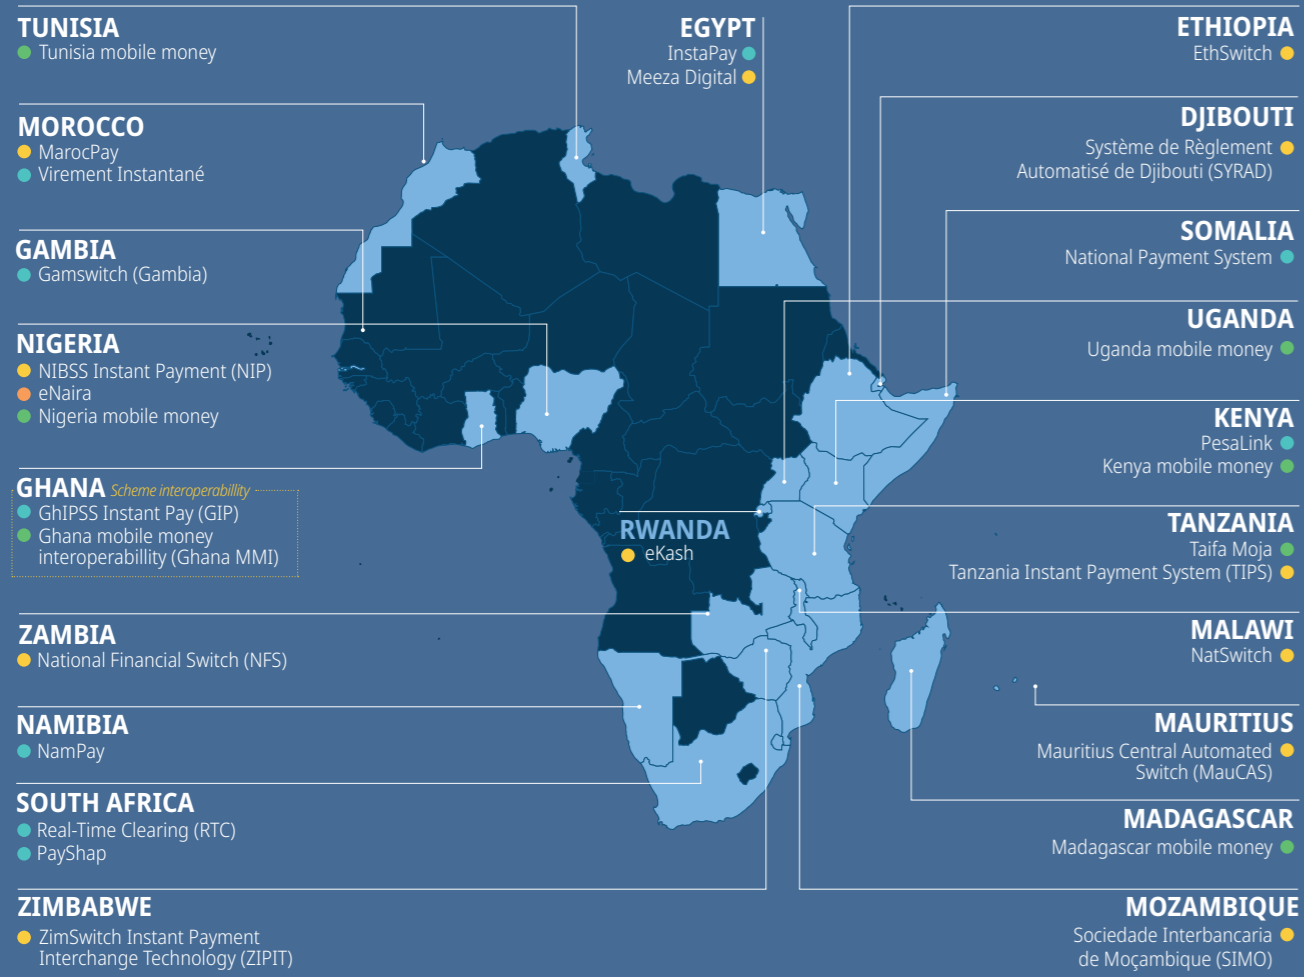 TUNISIA
Tunisia mobile money
MOROCCO
MarocPay
Virement Instantané
GAMBIA
Gamswitch (Gambia)
NIGERIA
NIBSS Instant Payment (NIP)
eNaira
Nigeria mobile money
GHANA Scheme interoperabillity
GhIPSS Instant Pay (GIP)
Ghana mobile money
interoperabillity (Ghana MMI)
ZAMBIA
National Financial Switch (NFS)
NAMIBIA
NamPay
SOUTH AFRICA
Real-Time Clearing (RTC)
PayShap
ZIMBABWE
ZimSwitch Instant Payment
Interchange Technology (ZIPIT)
EGYPT
InstaPay
Meeza Digital
RWANDA
eKash
ETHIOPIA
EthSwitch
DJIBOUTI
Système de Règlement
Automatisé de Djibouti (SYRAD)
SOMALIA
National Payment System
UGANDA
Uganda mobile money
KENYA
PesaLink
Kenya mobile money
TANZANIA
Taifa Moja
Tanzania Instant Payment System (TIPS)
MALAWI
NatSwitch
MAURITIUS
Mauritius Central Automated
Switch (MauCAS)
MADAGASCAR
Madagascar mobile money
MOZAMBIQUE
Sociedade Interbancaria
de Moçambique (SIMO)